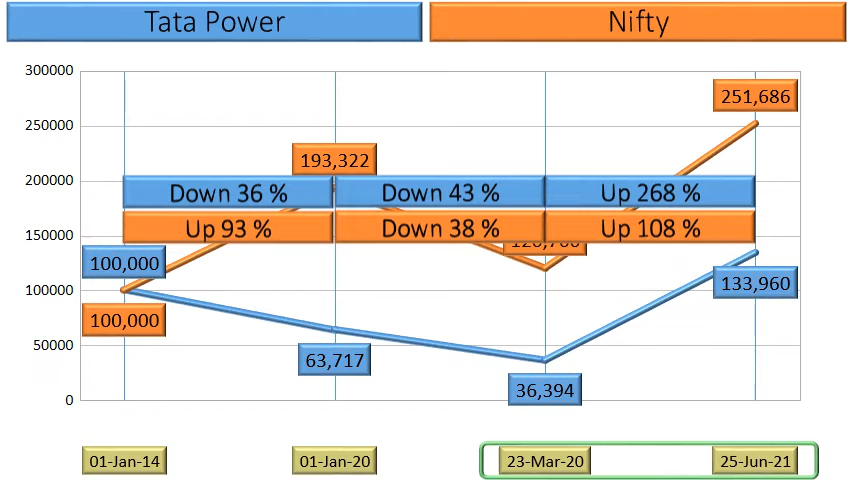 Tata Power
Nifty
300000
250000
200000
150000
100000
50000
0
251,686
193,322
Down 36 %
Down 43 %
Up 268 %
Up 93 %
Down 38 %
Up 108 %
100,000
133,960
100,000
63,717
36,394
01-Jan-14
01-Jan-20
23-Mar-20
25-Jun-21